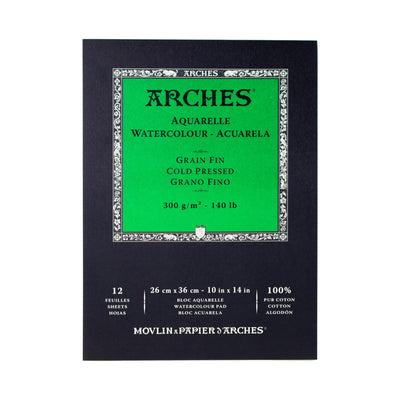 ARCHES
ARCHES®
AQUARELLE
WATERCOLOUR - ACUARELA
GRAIN FIN
COLD PRESSED
GRANO FINO
300 g/m² - 140 lb
12
FEUILLES
SHEETS
HOJAS
26 cm x 36 cm - 10 in x 14 in
BLOC AQUARELLE
WATERCOLOUR PAD
BLOC ACUARELA
100%
PUR COTON
COTTON
ALGODÓN
MOVLIN & PAPIER D'ARCHES®